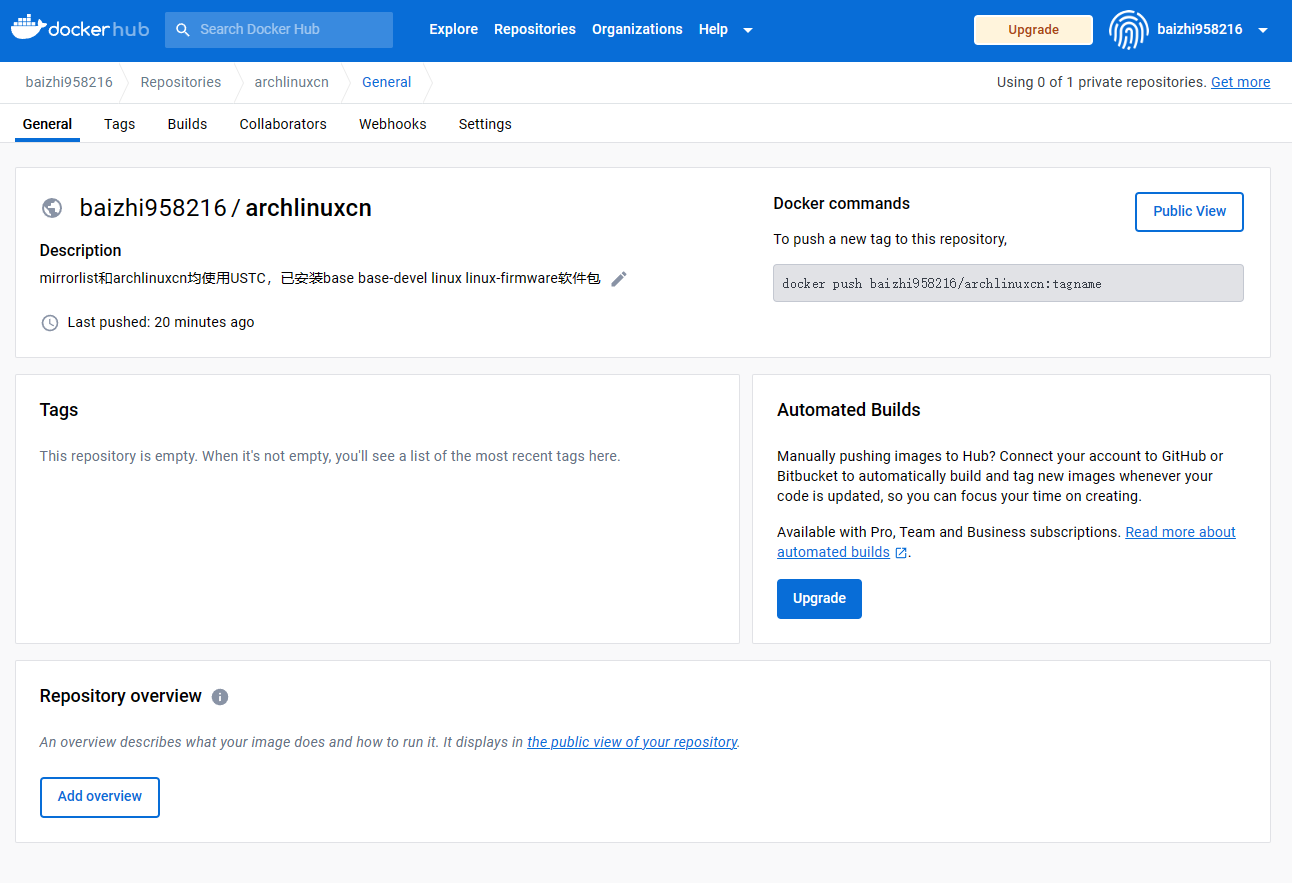 docker hub
Search Docker Hub
Explore
Repositories
Organizations
Help
Upgrade
baizhi958216
baizhi958216
Repositories
archlinuxcn
General
Using 0 of 1 private repositories. Get more
General
Tags
Builds
Collaborators
Webhooks
Settings
baizhi958216 / archlinuxcn
Description
mirrorlist和archlinuxcn均使用USTC，已安装base base-devel linux linux-firmware软件包
Last pushed: 20 minutes ago
Docker commands
Public View
To push a new tag to this repository,
docker push baizhi958216/archlinuxcn:tagname
Tags
This repository is empty. When it's not empty, you'll see a list of the most recent tags here.
Automated Builds
Manually pushing images to Hub? Connect your account to GitHub or
Bitbucket to automatically build and tag new images whenever your
code is updated, so you can focus your time on creating.
Available with Pro, Team and Business subscriptions. Read more about
automated builds .
Upgrade
Repository overview
An overview describes what your image does and how to run it. It displays in the public view of your repository.
Add overview